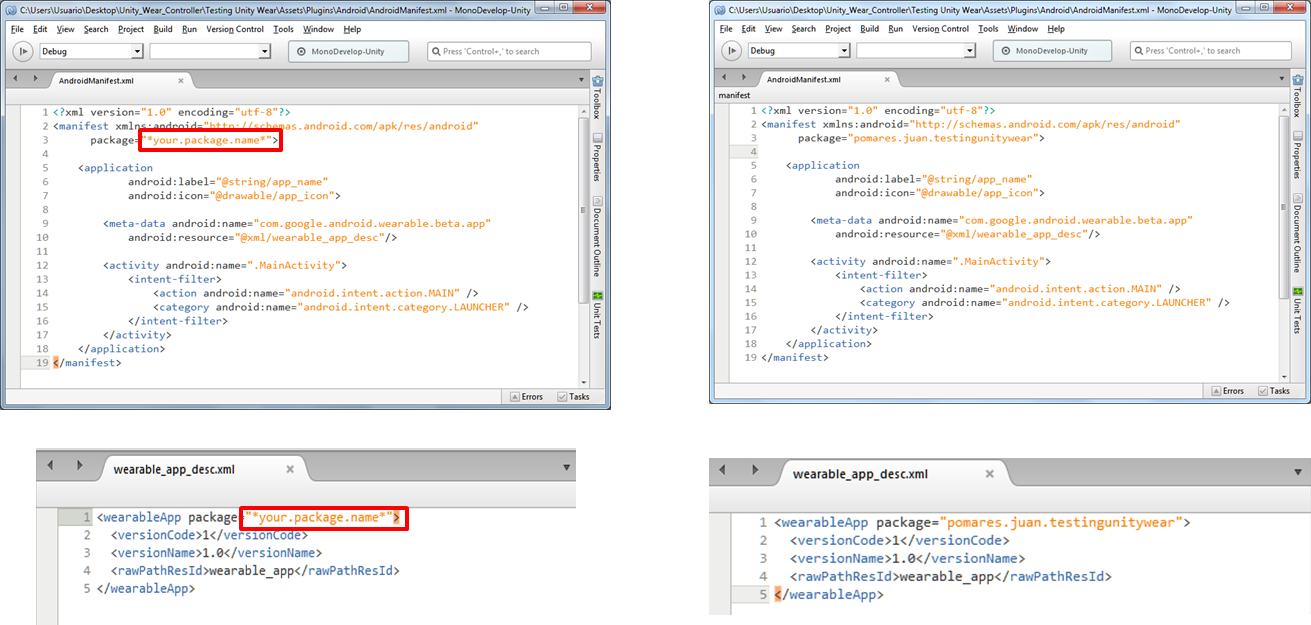 C:\Users\Usuario\Desktop\Unity_Wear_Controller\Testing Unity Wear\Assets\Plugins\Android\AndroidManifest.xml - MonoDevelop-Unity
File Edit View Search Project Build Run Version Control Tools Window Help
Debug MonoDevelop-Unity Press 'Control+,' to search
AndroidManifest.xml
1 <?xml version="1.0" encoding="utf-8"?>
2 <manifest xmlns:android="http://schemas.android.com/apk/res/android"
3 package="*your.package.name*">
4
5 <application
6 android:label="@string/app_name"
7 android:icon="@drawable/app_icon">
8
9 <meta-data android:name="com.google.android.wearable.beta.app"
10 android:resource="@xml/wearable_app_desc"/>
11
12 <activity android:name=".MainActivity">
13 <intent-filter>
14 <action android:name="android.intent.action.MAIN" />
15 <category android:name="android.intent.category.LAUNCHER" />
16 </intent-filter>
17 </activity>
18 </application>
19 </manifest>
Toolbox
Properties
Document Outline
Unit Tests
Errors Tasks
C:\Users\Usuario\Desktop\Unity_Wear_Controller\Testing Unity Wear\Assets\Plugins\Android\AndroidManifest.xml - MonoDevelop-Unity
File Edit View Search Project Build Run Version Control Tools Window Help
Debug MonoDevelop-Unity Press 'Control+,' to search
AndroidManifest.xml
manifest
1 <?xml version="1.0" encoding="utf-8"?>
2 <manifest xmlns:android="http://schemas.android.com/apk/res/android"
3 package="pomares.juan.testingunitywear">
4
5 <application
6 android:label="@string/app_name"
7 android:icon="@drawable/app_icon">
8
9 <meta-data android:name="com.google.android.wearable.beta.app"
10 android:resource="@xml/wearable_app_desc"/>
11
12 <activity android:name=".MainActivity">
13 <intent-filter>
14 <action android:name="android.intent.action.MAIN" />
15 <category android:name="android.intent.category.LAUNCHER" />
16 </intent-filter>
17 </activity>
18 </application>
19 </manifest>
Toolbox
Properties
Document Outline
Unit Tests
Errors Tasks
wearable_app_desc.xml
1 <wearableApp package="*your.package.name*">
2 <versionCode>1</versionCode>
3 <versionName>1.0</versionName>
4 <rawPathResId>wearable_app</rawPathResId>
5 </wearableApp>
wearable_app_desc.xml
1 <wearableApp package="pomares.juan.testingunitywear">
2 <versionCode>1</versionCode>
3 <versionName>1.0</versionName>
4 <rawPathResId>wearable_app</rawPathResId>
5 </wearableApp>